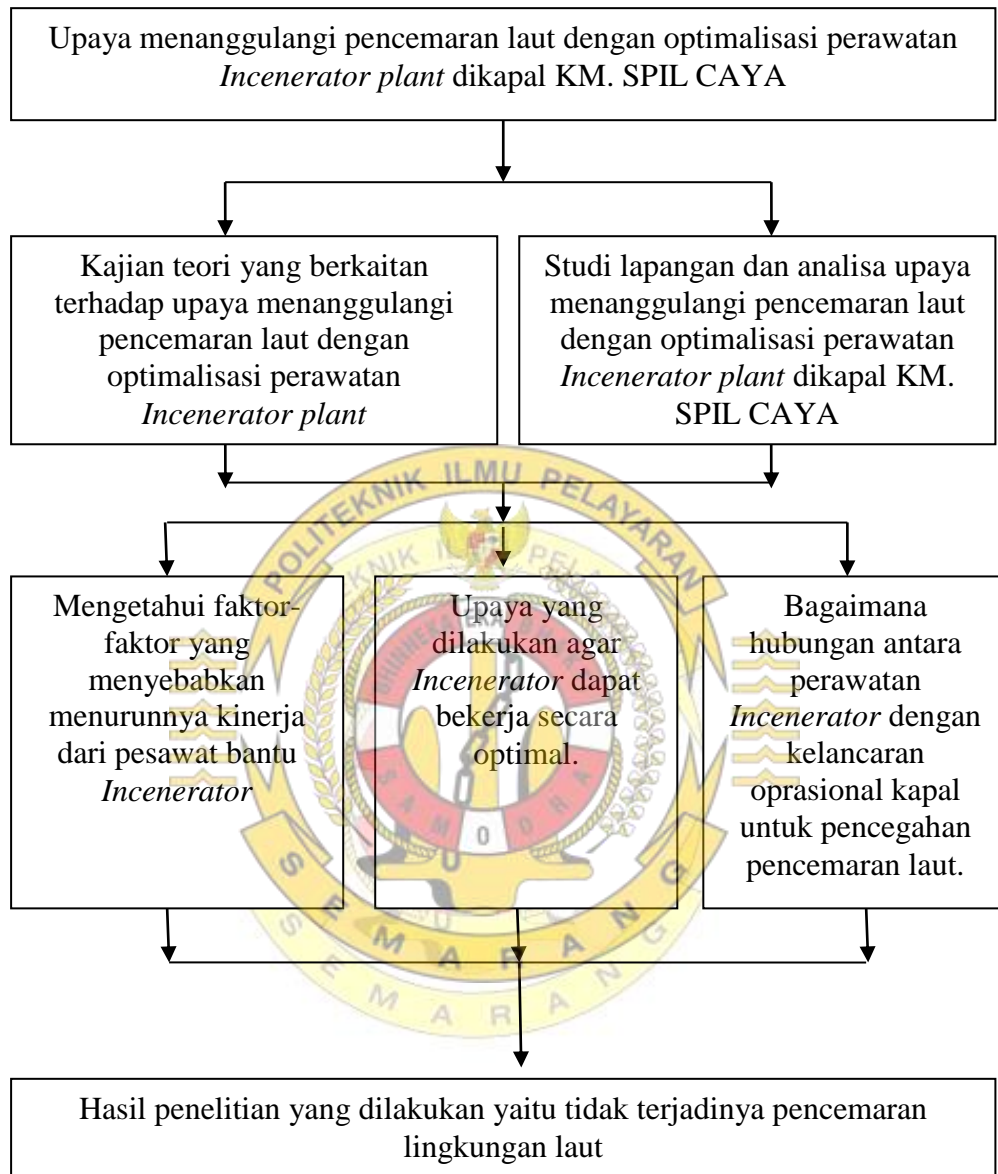 Upaya menanggulangi pencemaran laut dengan optimalisasi perawatan
Incenerator plant dikapal KM. SPIL CAYA
Kajian teori yang berkaitan
terhadap upaya menanggulangi
pencemaran laut dengan
optimalisasi perawatan
Incenerator plant
Studi lapangan dan analisa upaya
menanggulangi pencemaran laut
dengan optimalisasi perawatan
Incenerator plant dikapal KM.
SPIL CAYA
POLITEKNIK ILMU PELAYARAN
Mengetahui faktor-
faktor yang
menyebabkan
menurunnya kinerja
dari pesawat bantu
Incenerator
Upaya yang
dilakukan agar
Incenerator dapat
bekerja secara
optimal.
Bagaimana
hubungan antara
perawatan
Incenerator dengan
kelancaran
oprasional kapal
untuk pencegahan
pencemaran laut.
SAMODRA
SEMARANG
SEMARANG
Hasil penelitian yang dilakukan yaitu tidak terjadinya pencemaran
lingkungan laut